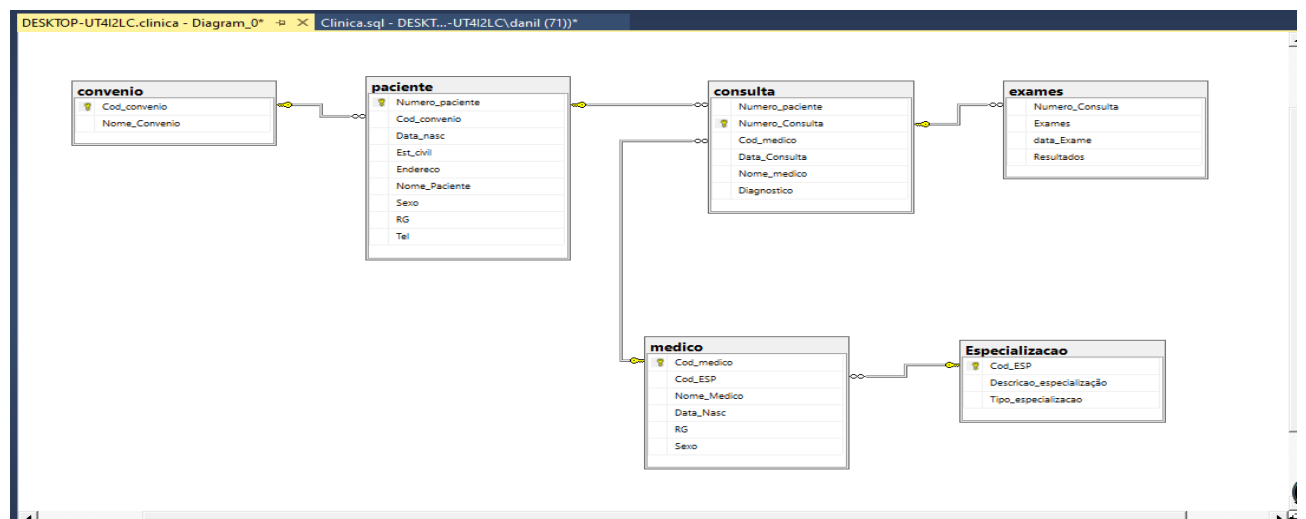 DESKTOP-UT4I2LC.clinica - Diagram_0*
Clinica.sql - DESKT...-UT4I2LC\danil (71))*
convenio
Cod_convenio
Nome_Convenio
paciente
Numero_paciente
Cod_convenio
Data_nasc
Est_civil
Endereco
Nome_Paciente
Sexo
RG
Tel
consulta
Numero_paciente
Numero_Consulta
Cod_medico
Data_Consulta
Nome_medico
Diagnostico
exames
Numero_Consulta
Exames
data_Exame
Resultados
medico
Cod_medico
Cod_ESP
Nome_Medico
Data_Nasc
RG
Sexo
Especializacao
Cod_ESP
Descricao_especialização
Tipo_especializacao